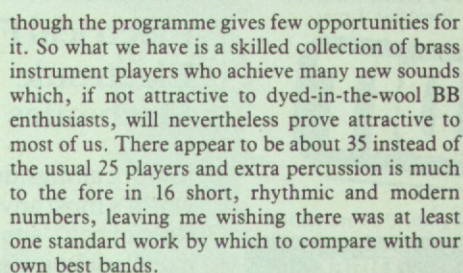 though the programme gives few opportunities for
it. So what we have is a skilled collection of brass
instrument players who achieve many new sounds
which, if not attractive to dyed-in-the-wool BB
enthusiasts, will nevertheless prove attractive to
most of us. There appear to be about 35 instead of
the usual 25 players and extra percussion is much
to the fore in 16 short, rhythmic and modern
numbers, leaving me wishing there was at least
one standard work by which to compare with our
own best bands.